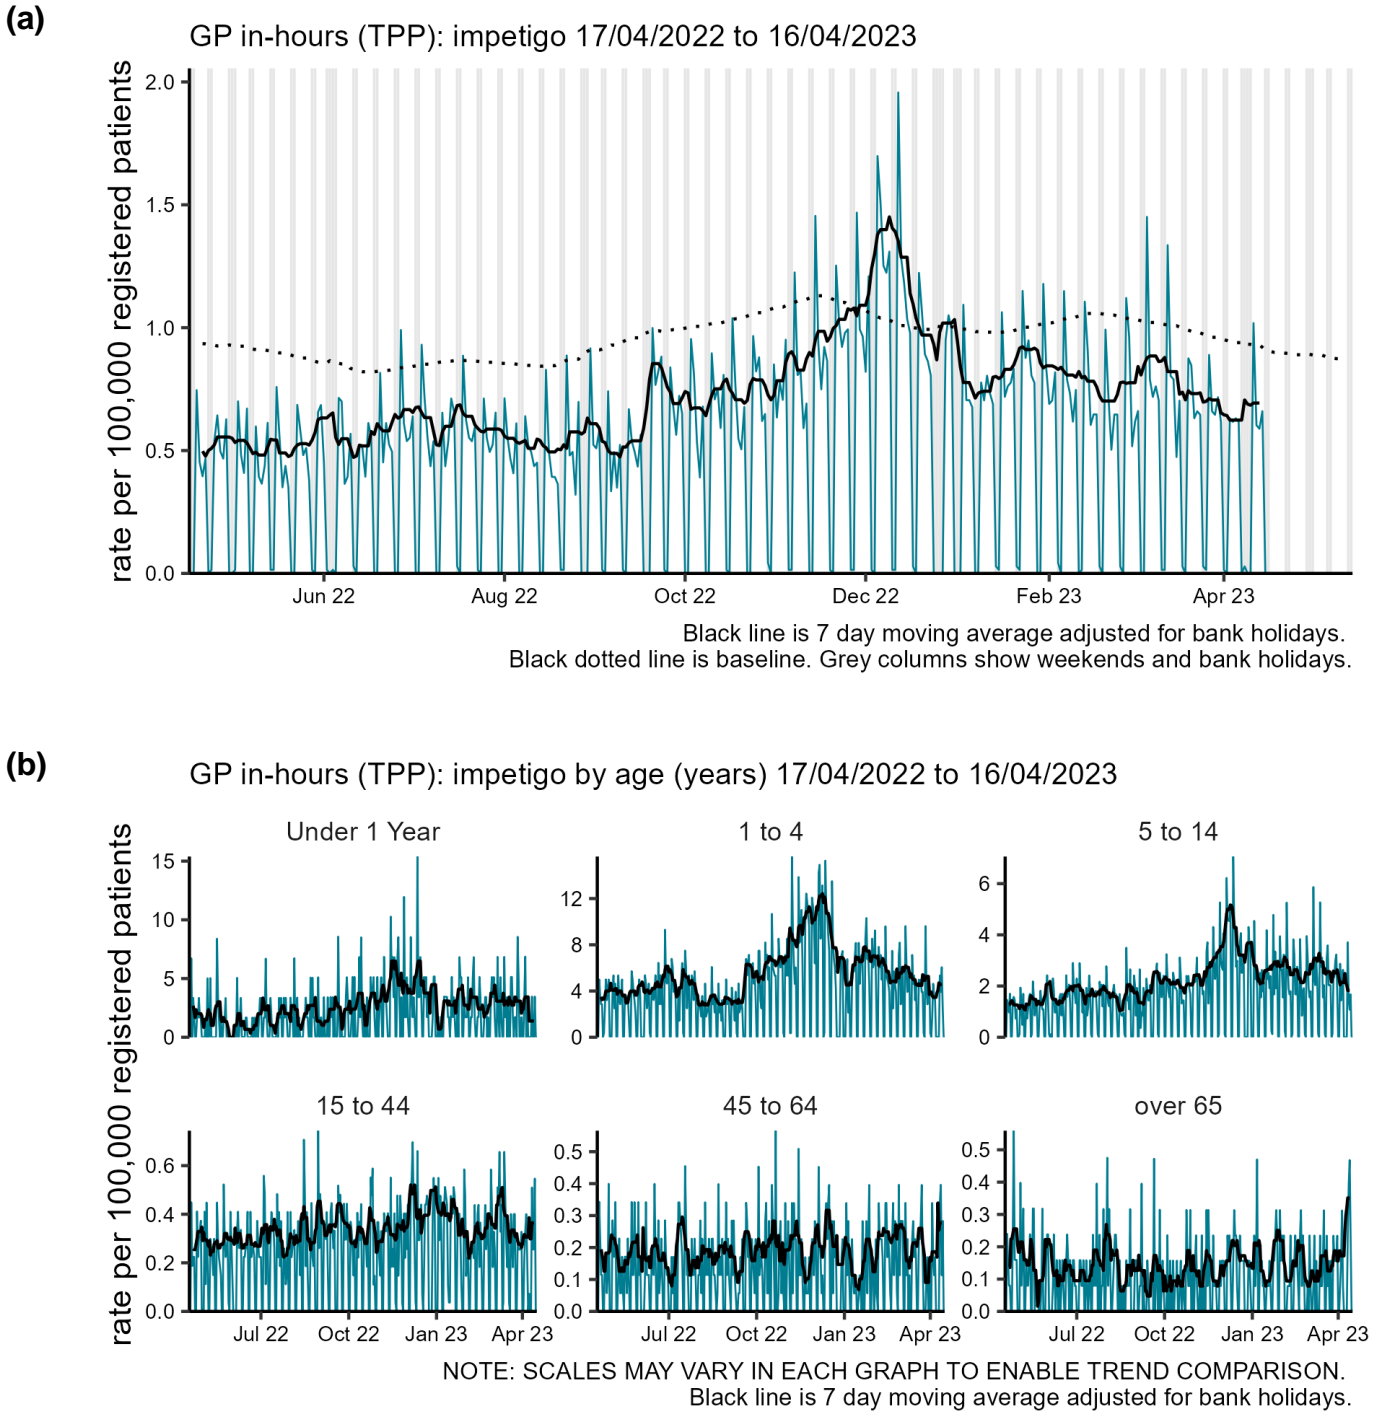 (a)
GP in-hours (TPP): impetigo 17/04/2022 to 16/04/2023
rate per 100,000 registered patients
2.0
1.5
1.0
0.5
0.0
Jun 22
Aug 22
Oct 22
Dec 22
Feb 23
Apr 23
Black line is 7 day moving average adjusted for bank holidays.
Black dotted line is baseline. Grey columns show weekends and bank holidays.
(b)
GP in-hours (TPP): impetigo by age (years) 17/04/2022 to 16/04/2023
rate per 100,000 registered patients
Under 1 Year
15
10
5
0
1 to 4
12
8
4
0
5 to 14
6
4
2
0
15 to 44
0.6
0.4
0.2
0.0
Jul 22
Oct 22
Jan 23
Apr 23
45 to 64
0.5
0.4
0.3
0.2
0.1
0.0
Jul 22
Oct 22
Jan 23
Apr 23
over 65
0.5
0.4
0.3
0.2
0.1
0.0
Jul 22
Oct 22
Jan 23
Apr 23
NOTE: SCALES MAY VARY IN EACH GRAPH TO ENABLE TREND COMPARISON.
Black line is 7 day moving average adjusted for bank holidays.